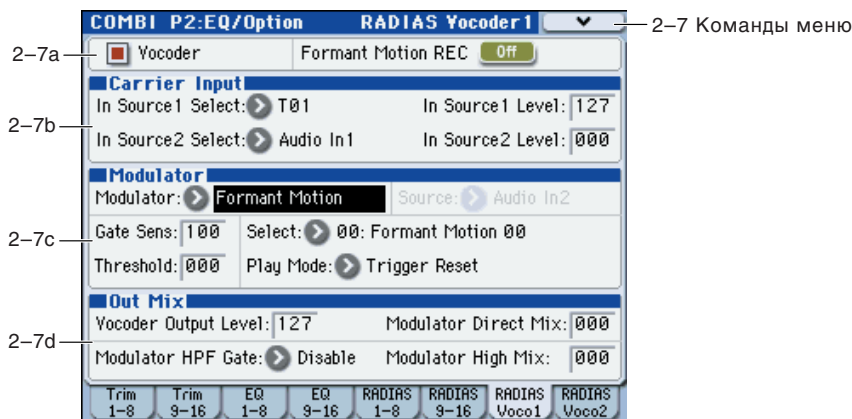 COMBI P2:EQ/Option RADIAS Vocoder1
2–7 Команды меню
2–7a
Vocoder Formant Motion REC Off
Carrier Input
2–7b
In Source1 Select: T01 In Source1 Level: 127
In Source2 Select: Audio In1 In Source2 Level: 000
Modulator
Modulator: Formant Motion Source: Audio In2
2–7c
Gate Sens: 100 Select: 00: Formant Motion 00
Threshold: 000 Play Mode: Trigger Reset
Out Mix
Vocoder Output Level: 127 Modulator Direct Mix: 000
2–7d
Modulator HPF Gate: Disable Modulator High Mix: 000
Trim 1–8 Trim 9–16 EQ 1–8 EQ 9–16 RADIAS 1–8 RADIAS 9–16 RADIAS Voco1 RADIAS Voco2